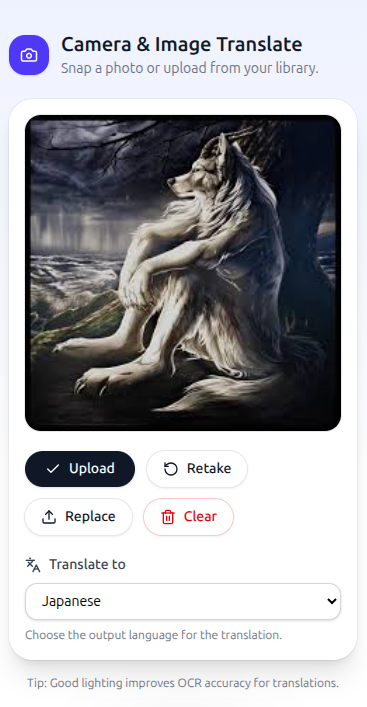 Camera & Image Translate
Snap a photo or upload from your library.
Upload
Retake
Replace
Clear
Translate to
Japanese
Choose the output language for the translation.
Tip: Good lighting improves OCR accuracy for translations.